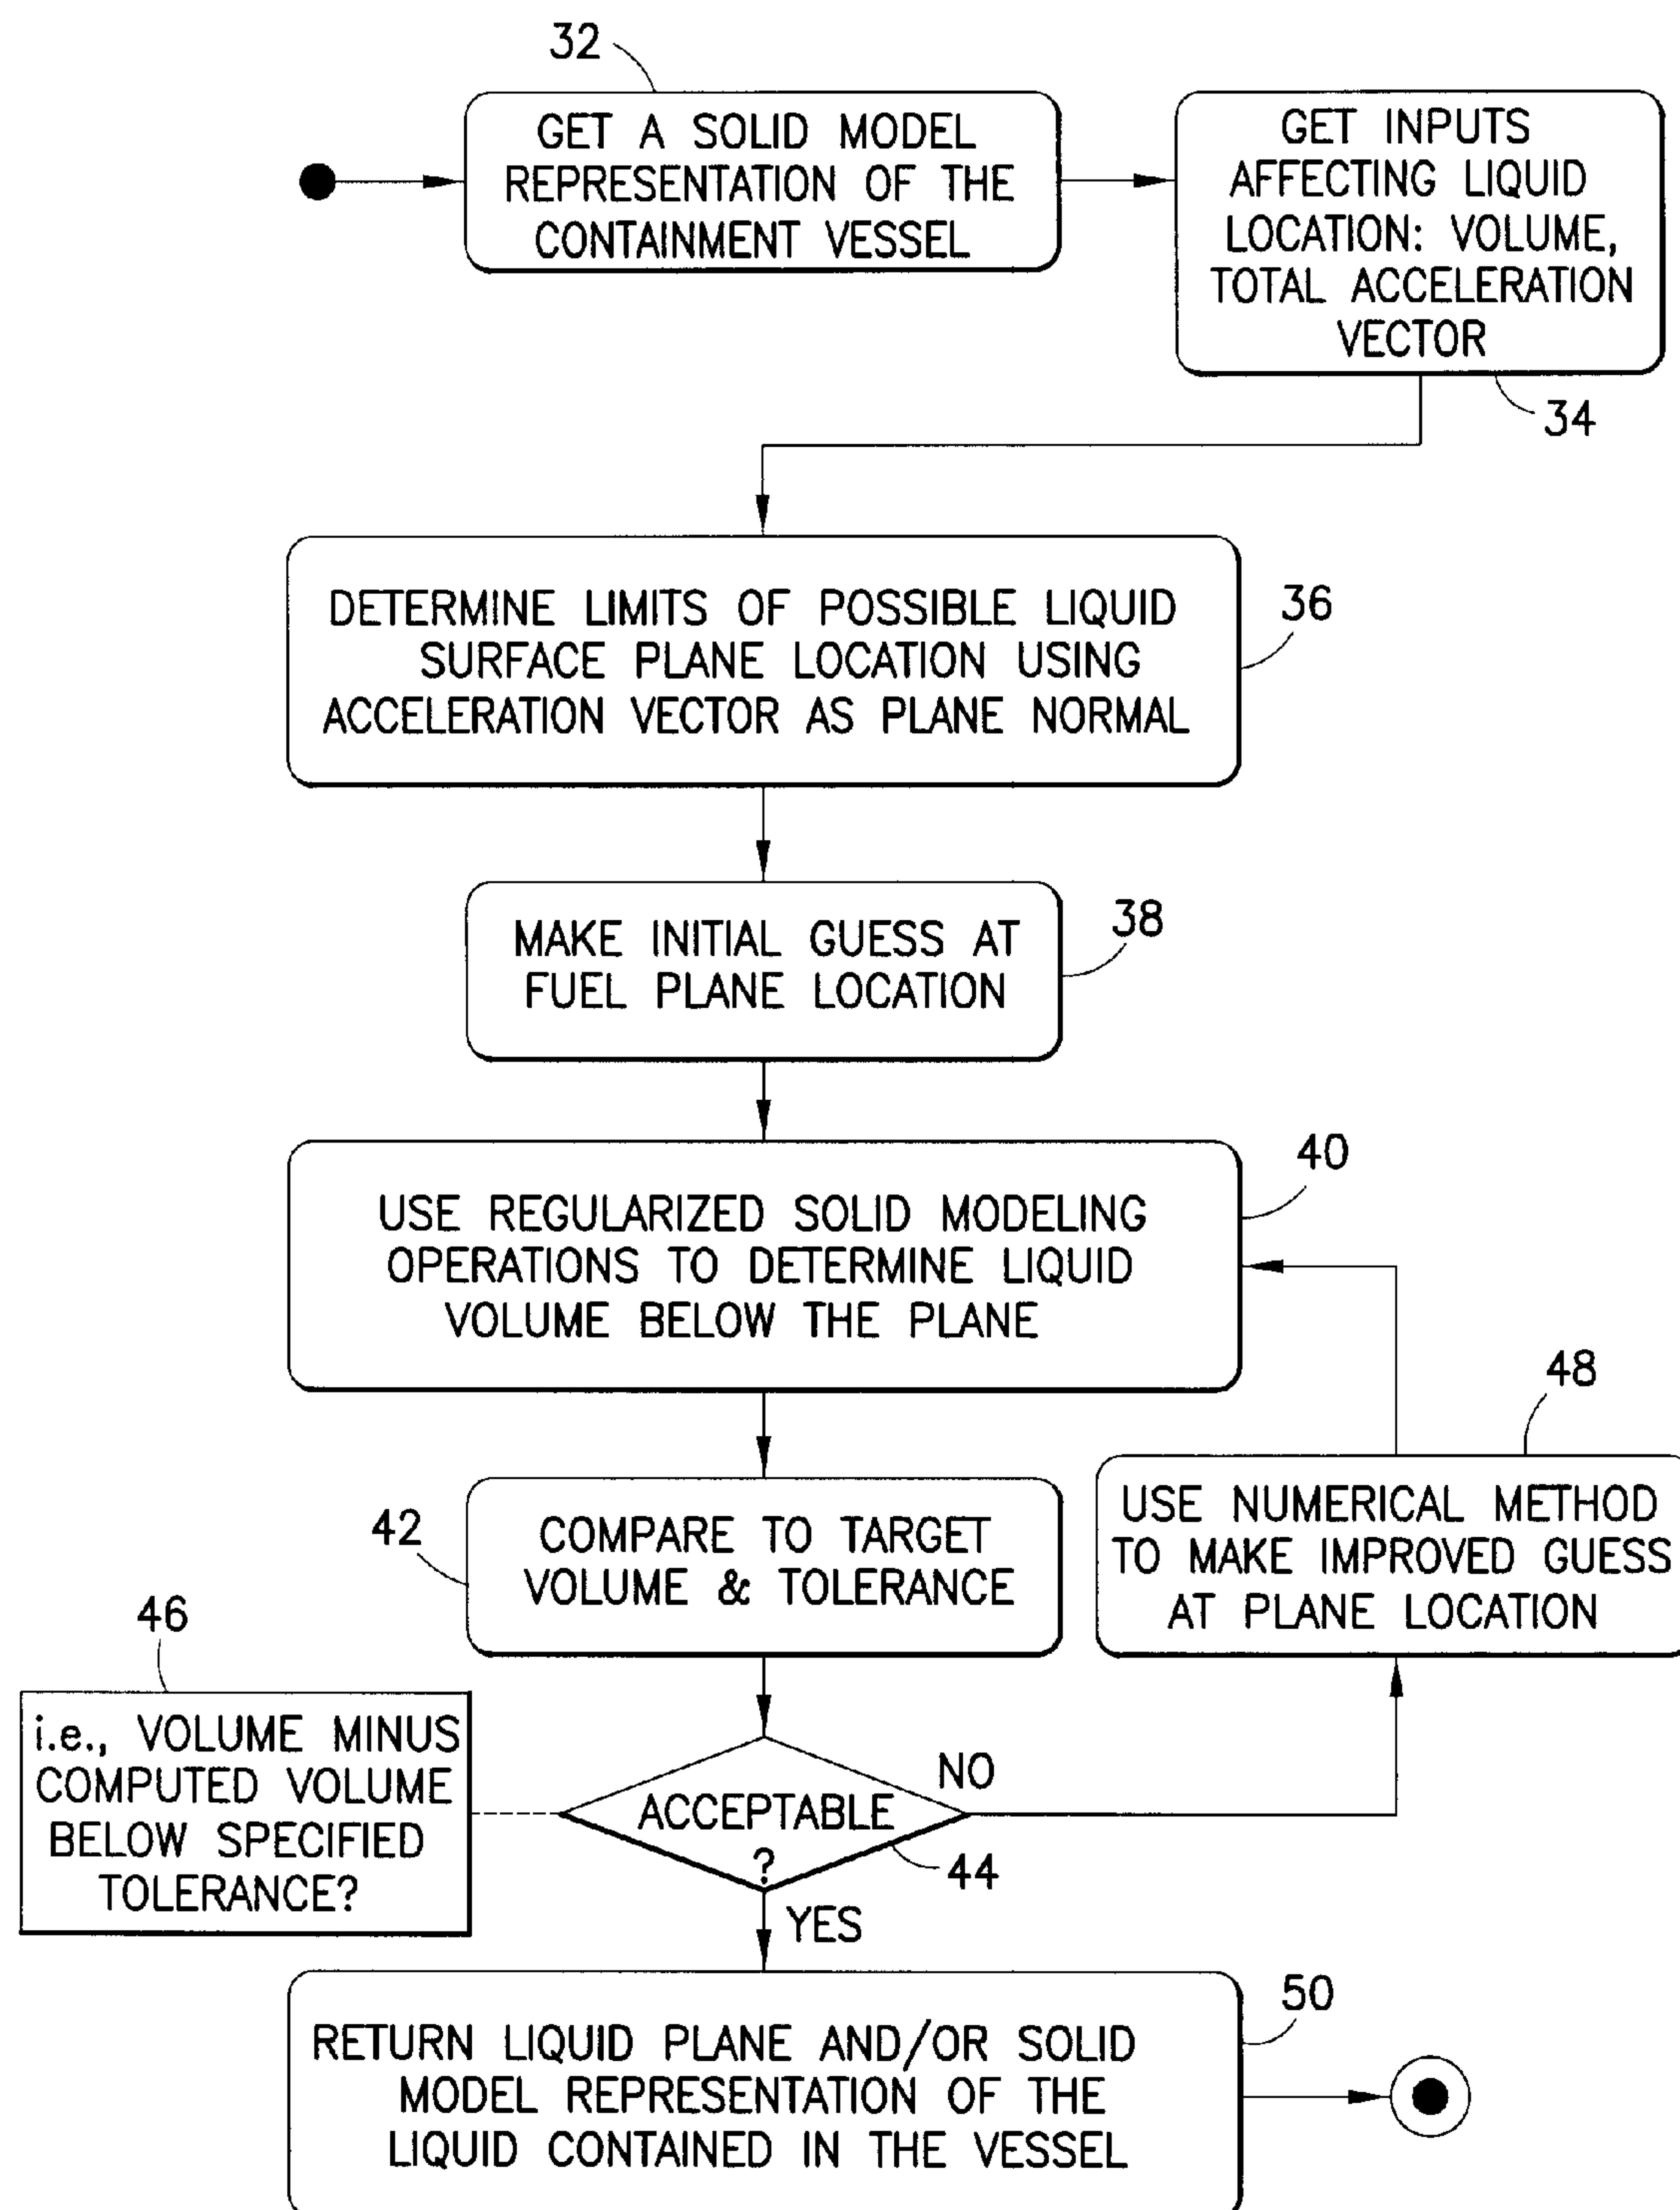 32
GET A SOLID MODEL
REPRESENTATION OF THE
CONTAINMENT VESSEL
GET INPUTS
AFFECTING LIQUID
LOCATION: VOLUME,
TOTAL ACCELERATION
VECTOR
34
DETERMINE LIMITS OF POSSIBLE LIQUID
SURFACE PLANE LOCATION USING
ACCELERATION VECTOR AS PLANE NORMAL
36
MAKE INITIAL GUESS AT
FUEL PLANE LOCATION
38
USE REGULARIZED SOLID MODELING
OPERATIONS TO DETERMINE LIQUID
VOLUME BELOW THE PLANE
40
48
USE NUMERICAL METHOD
TO MAKE IMPROVED GUESS
AT PLANE LOCATION
42
COMPARE TO TARGET
VOLUME & TOLERANCE
46
i.e., VOLUME MINUS
COMPUTED VOLUME
BELOW SPECIFIED
TOLERANCE?
NO
ACCEPTABLE
?
44
YES
50
RETURN LIQUID PLANE AND/OR SOLID
MODEL REPRESENTATION OF THE
LIQUID CONTAINED IN THE VESSEL